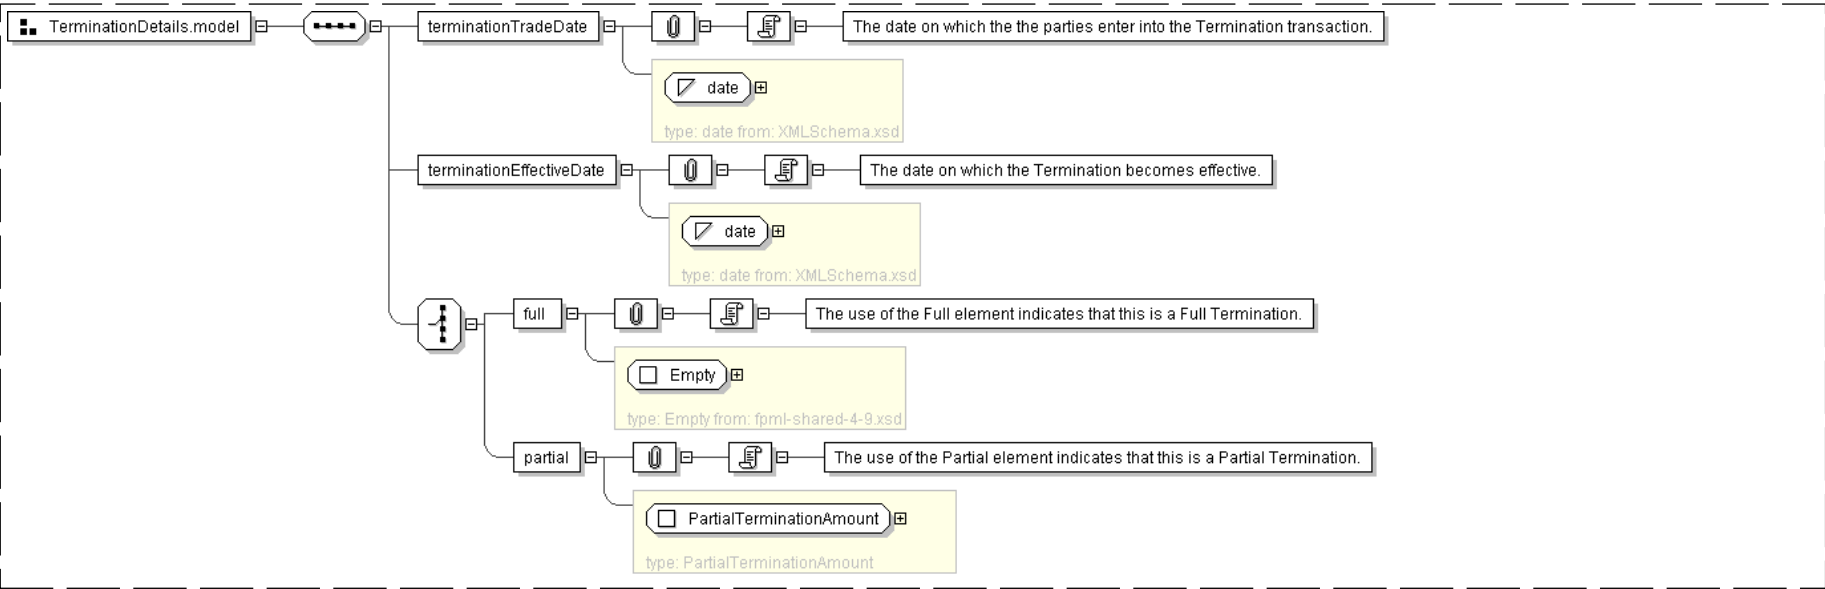 TerminationDetails.model
terminationTradeDate
The date on which the the parties enter into the Termination transaction.
date
type: date from: XMLSchema.xsd
terminationEffectiveDate
The date on which the Termination becomes effective.
date
type: date from: XMLSchema.xsd
full
The use of the Full element indicates that this is a Full Termination.
Empty
type: Empty from: fpml-shared-4-9.xsd
partial
The use of the Partial element indicates that this is a Partial Termination.
PartialTerminationAmount
type: PartialTerminationAmount